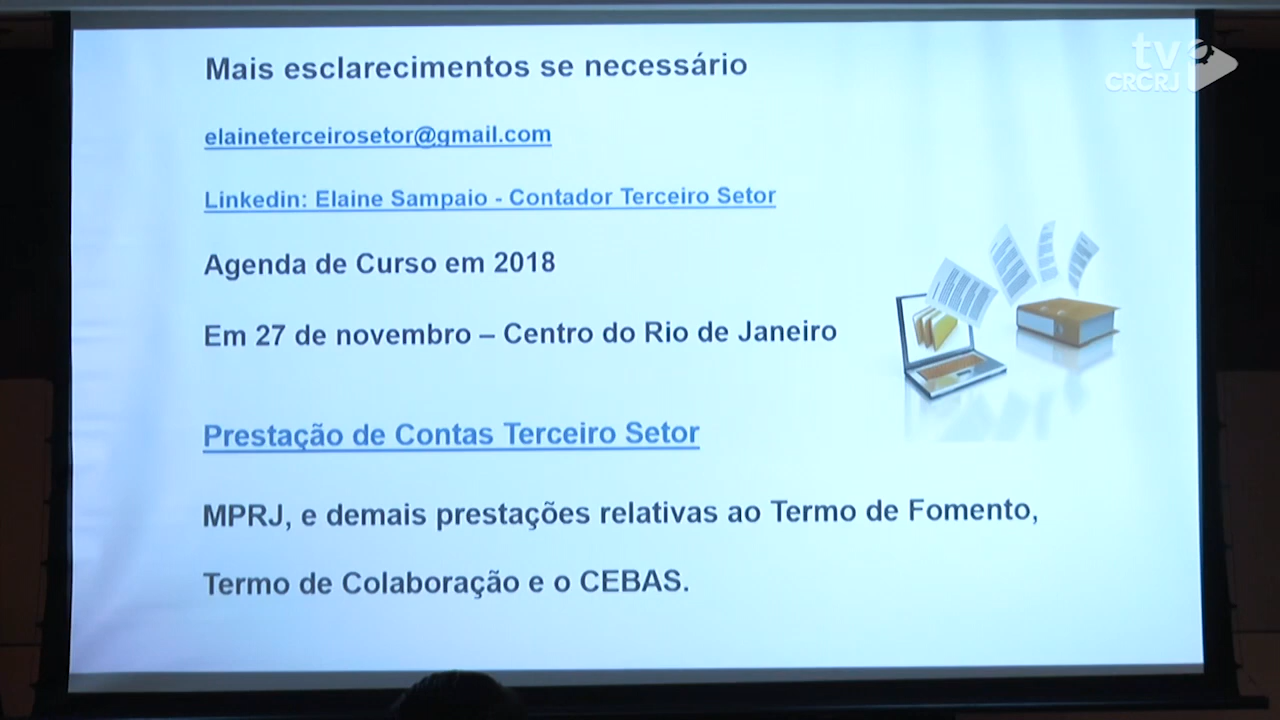 tv
CRCRJ
Mais esclarecimentos se necessário
elaineterceirosetor@gmail.com
Linkedin: Elaine Sampaio - Contador Terceiro Setor
Agenda de Curso em 2018
Em 27 de novembro – Centro do Rio de Janeiro
Prestação de Contas Terceiro Setor
MPRJ, e demais prestações relativas ao Termo de Fomento,
Termo de Colaboração e o CEBAS.